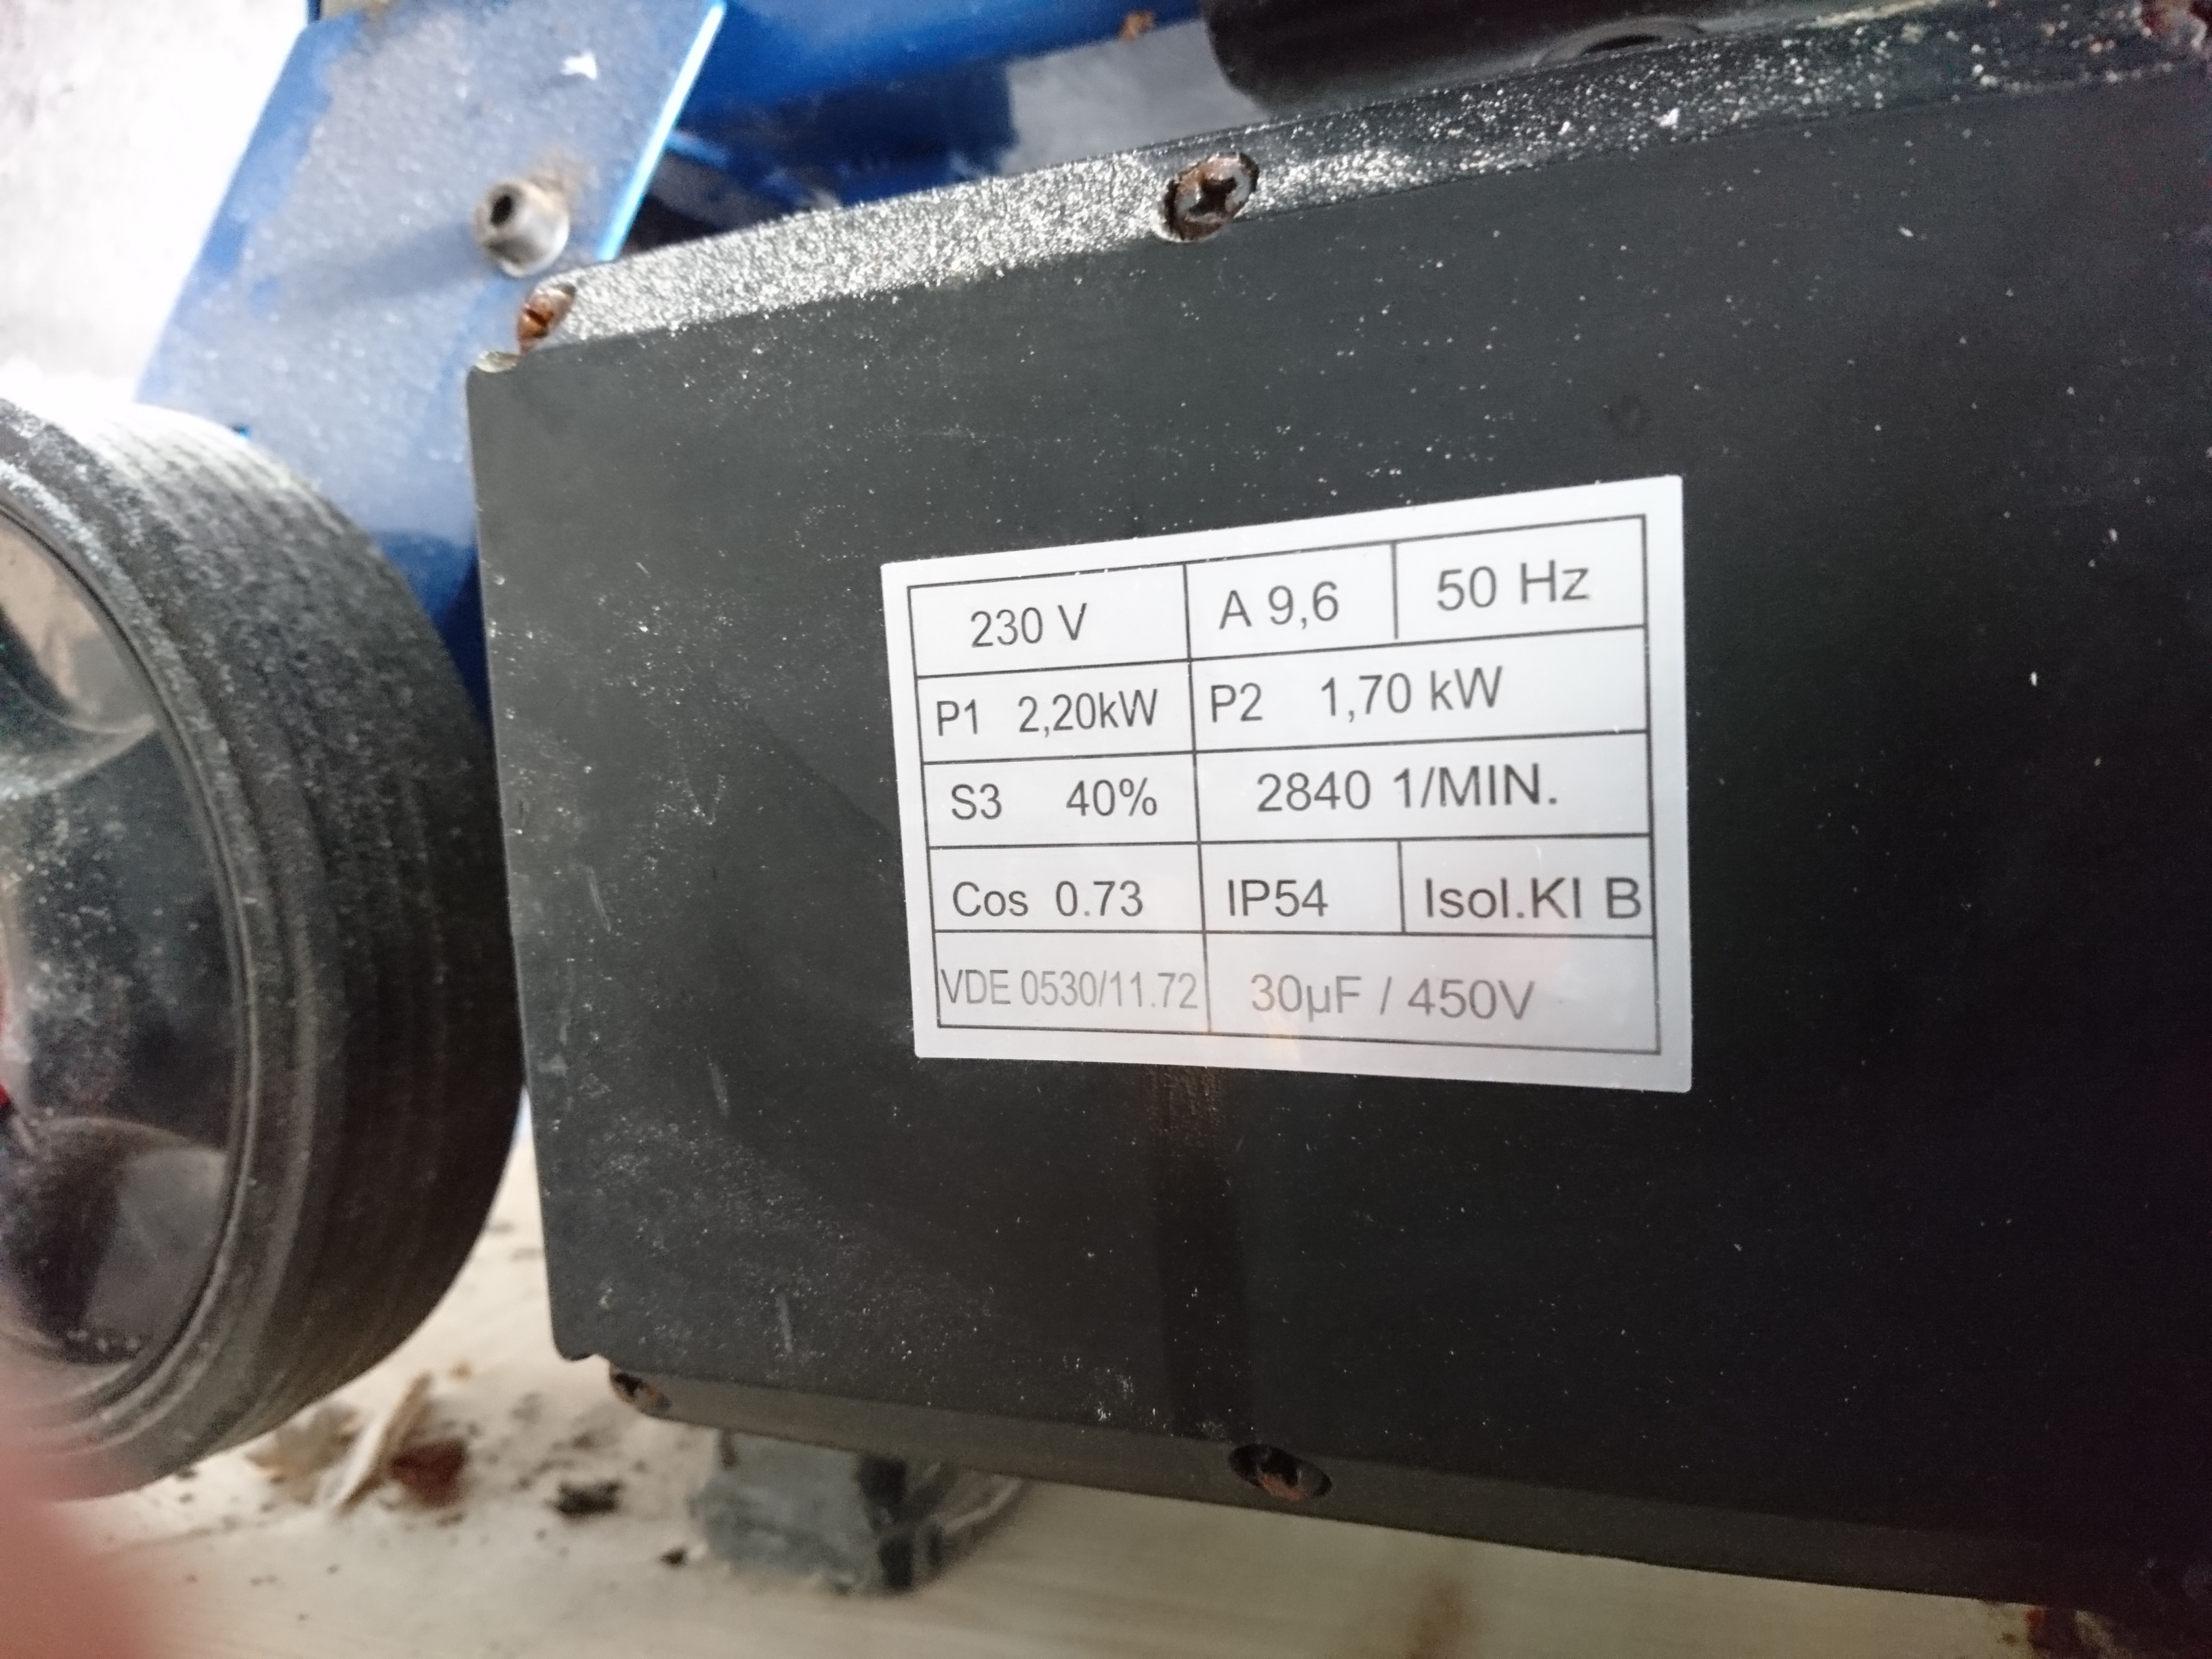 230 V A 9,6 50 Hz
P1 2,20kW P2 1,70 kW
S3 40% 2840 1/MIN.
Cos 0.73 IP54 Isol.KI B
VDE 0530/11.72 30µF / 450V